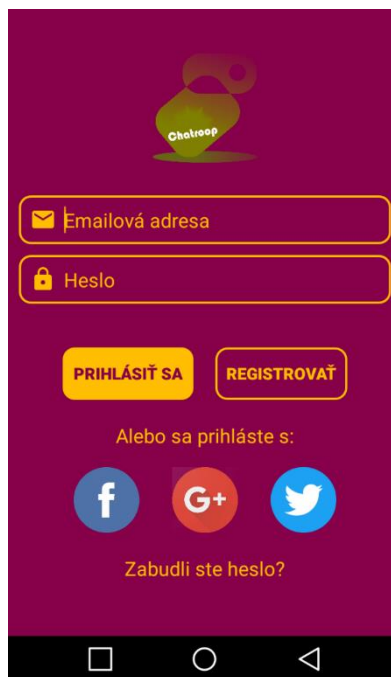 Chatroop
Emailová adresa
Heslo
PRIHLÁSIŤ SA
REGISTROVAŤ
Alebo sa prihláste s:
f G+
Zabudli ste heslo?